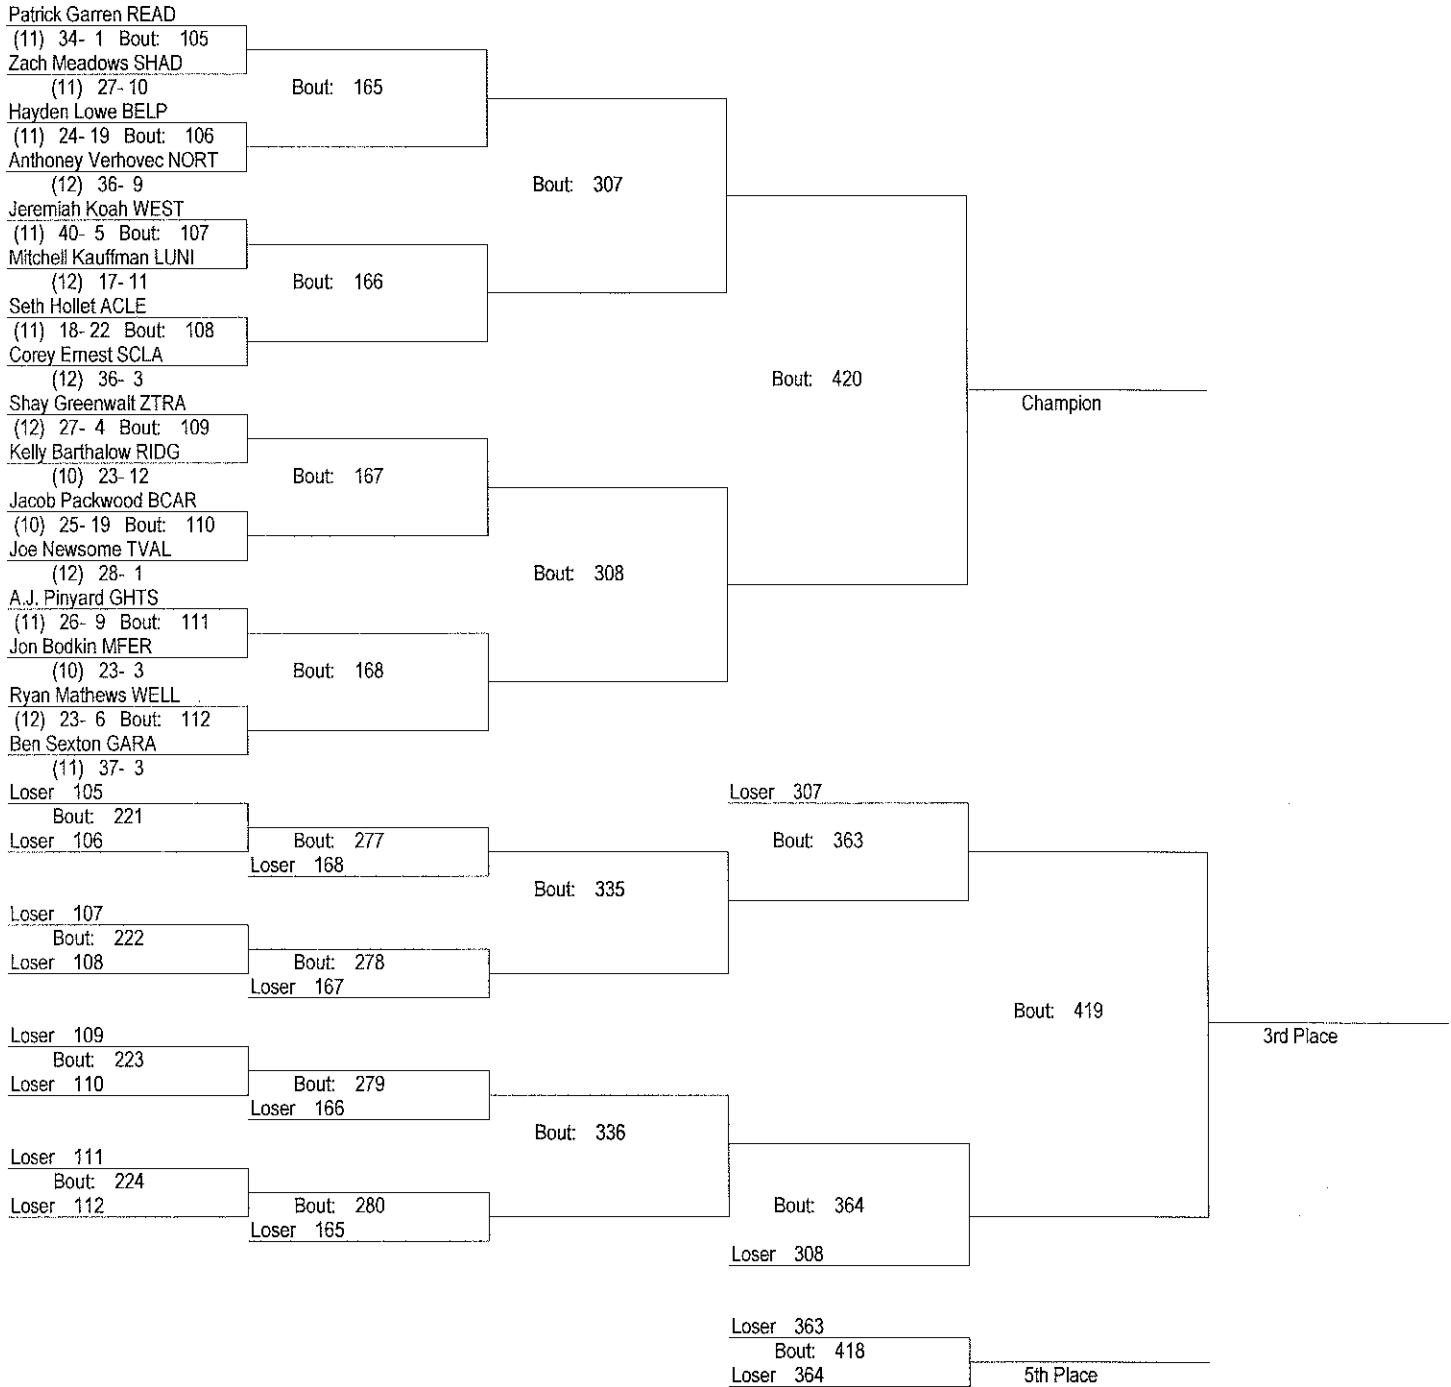 Patrick Garren READ
(11) 34- 1 Bout: 105
Zach Meadows SHAD
(11) 27- 10
Bout: 165
Hayden Lowe BELP
(11) 24- 19 Bout: 106
Anthoney Verhovec NORT
(12) 36- 9
Bout: 307
Jeremiah Koah WEST
(11) 40- 5 Bout: 107
Mitchell Kauffman LUNI
(12) 17- 11
Bout: 166
Seth Hollet ACLE
(11) 18- 22 Bout: 108
Corey Ernest SCLA
(12) 36- 3
Bout: 420
Shay Greenwalt ZTRA
Champion
(12) 27- 4 Bout: 109
Kelly Barthalow RIDG
(10) 23- 12
Bout: 167
Jacob Packwood BCAR
(10) 25- 19 Bout: 110
Joe Newsome TVAL
(12) 28- 1
Bout: 308
A.J. Pinyard GHTS
(11) 26- 9 Bout: 111
Jon Bodkin MFER
(10) 23- 3
Bout: 168
Ryan Mathews WELL
(12) 23- 6 Bout: 112
Ben Sexton GARA
(11) 37- 3
Loser 105
Loser 307
Bout: 221
Loser 106
Bout: 277
Bout: 363
Loser 168
Bout: 335
Loser 107
Bout: 222
Loser 108
Bout: 278
Loser 167
Bout: 419
Loser 109
3rd Place
Bout: 223
Loser 110
Bout: 279
Loser 166
Bout: 336
Loser 111
Bout: 224
Loser 112
Bout: 280
Bout: 364
Loser 165
Loser 308
Loser 363
Bout: 418
Loser 364
5th Place